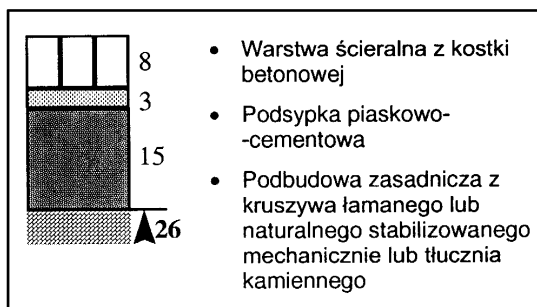 8
3
15
26
• Warstwa ścieralna z kostki
betonowej
• Podsypka piaskowo-
-cementowa
• Podbudowa zasadnicza z
kruszywa łamanego lub
naturalnego stabilizowanego
mechanicznie lub tłucznia
kamiennego